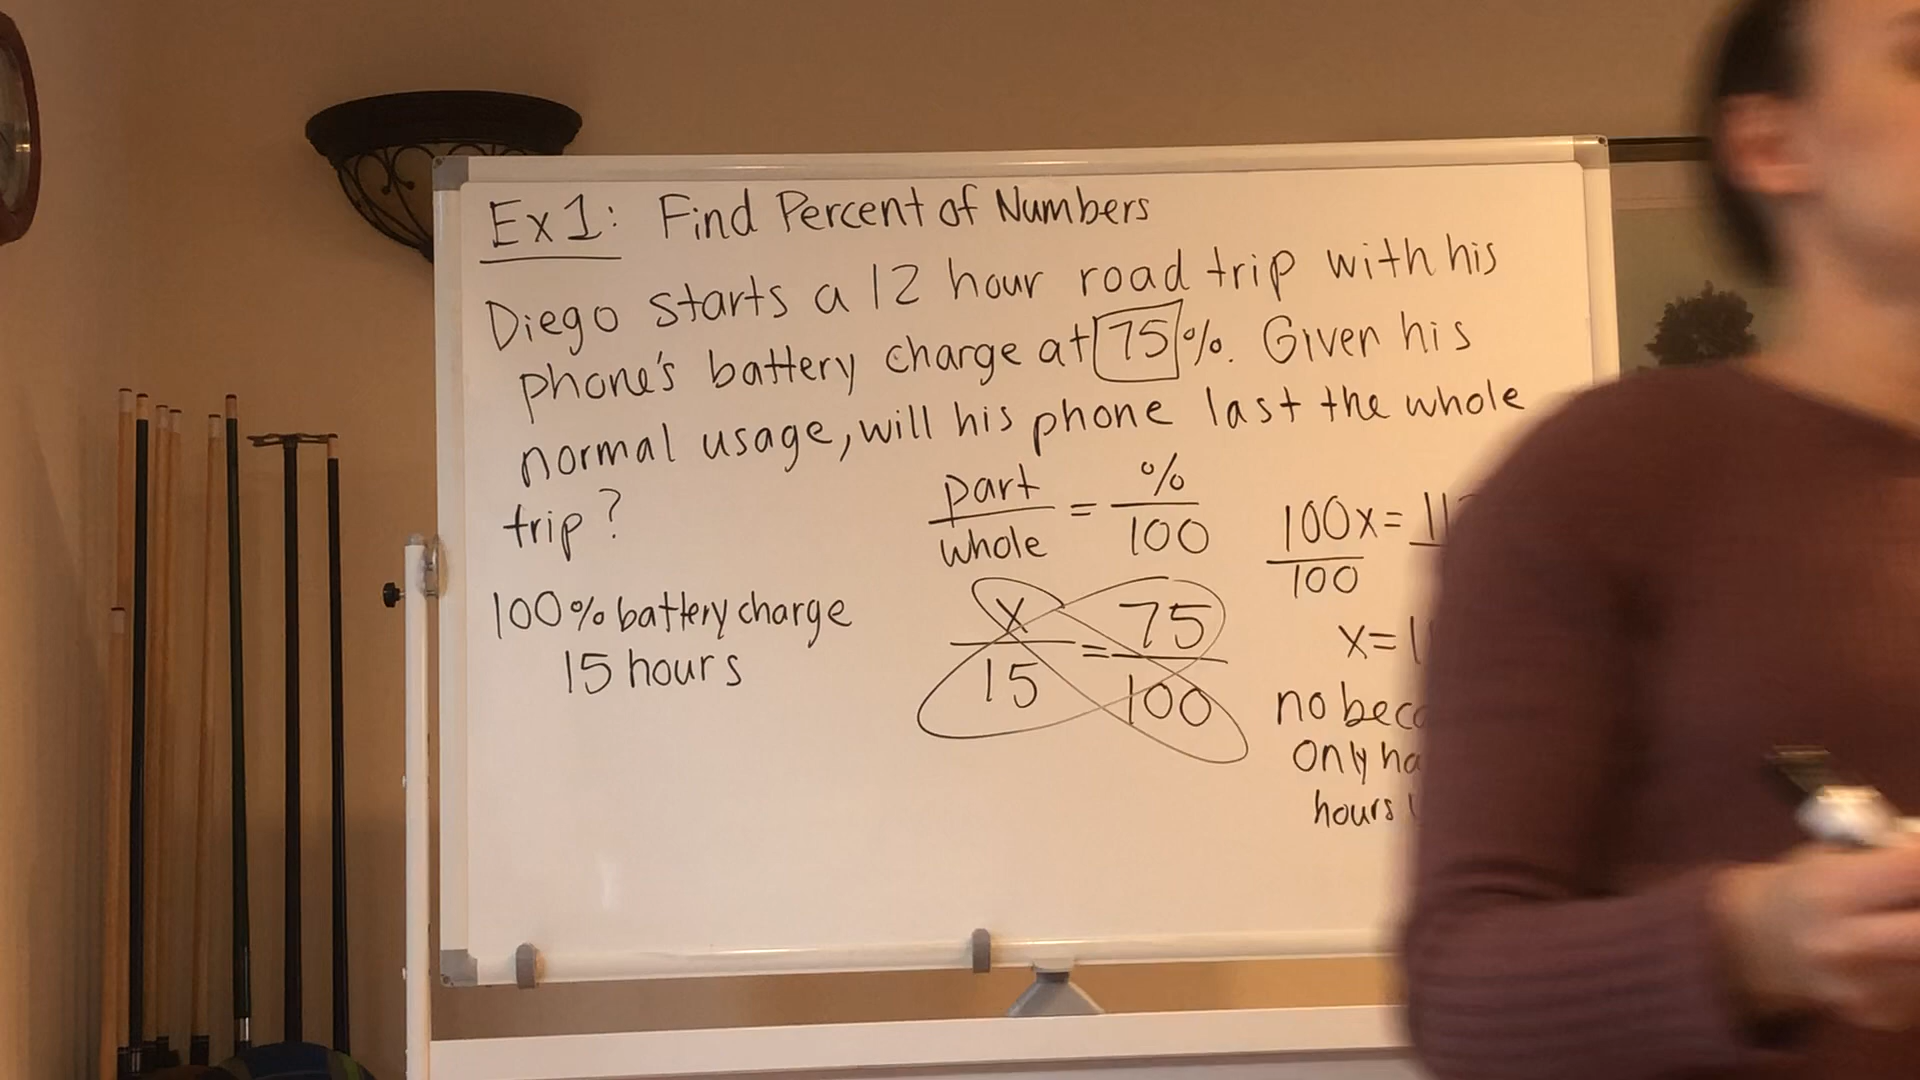 Ex 1: Find Percent of Numbers
Diego starts a 12 hour road trip with his
phone's battery charge at 75%. Given his
normal usage, will his phone last the whole
trip?
100% battery charge
15 hours
part/whole = %/100
x/15 = 75/100
100x =
100
x =
no
only
hours